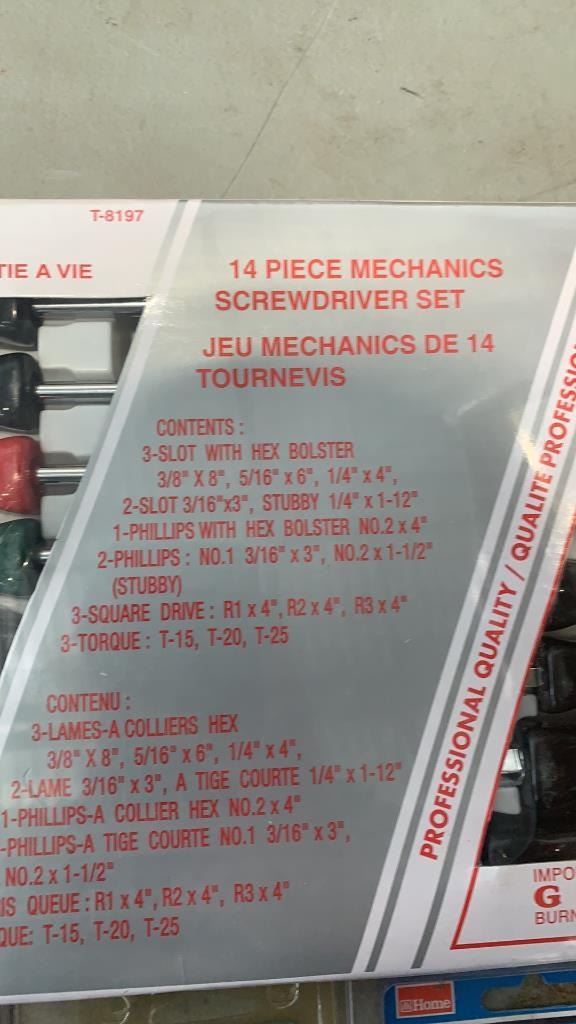 T-8197
TIE A VIE
14 PIECE MECHANICS
SCREWDRIVER SET
JEU MECHANICS DE 14
TOURNEVIS
CONTENTS :
3-SLOT WITH HEX BOLSTER
3/8" X 8", 5/16" x 6", 1/4" x 4",
2-SLOT 3/16"x3", STUBBY 1/4" x 1-12"
1-PHILLIPS WITH HEX BOLSTER NO.2 x 4"
2-PHILLIPS : NO.1 3/16" x 3", NO.2 x 1-1/2"
(STUBBY)
3-SQUARE DRIVE : R1 x 4", R2 x 4", R3 x 4"
3-TORQUE : T-15, T-20, T-25
CONTENU :
3-LAMES-A COLLIERS HEX
3/8" X 8", 5/16" x 6", 1/4" x 4",
2-LAME 3/16" x 3", A TIGE COURTE 1/4" x 1-12"
1-PHILLIPS-A COLLIER HEX NO.2 x 4"
-PHILLIPS-A TIGE COURTE NO.1 3/16" x 3",
NO.2 x 1-1/2"
IS QUEUE : R1 x 4", R2 x 4", R3 x 4"
QUE: T-15, T-20, T-25
PROFESSIONAL QUALITY / QUALITE PROFESSIO
IMPO
G
BURN
Home